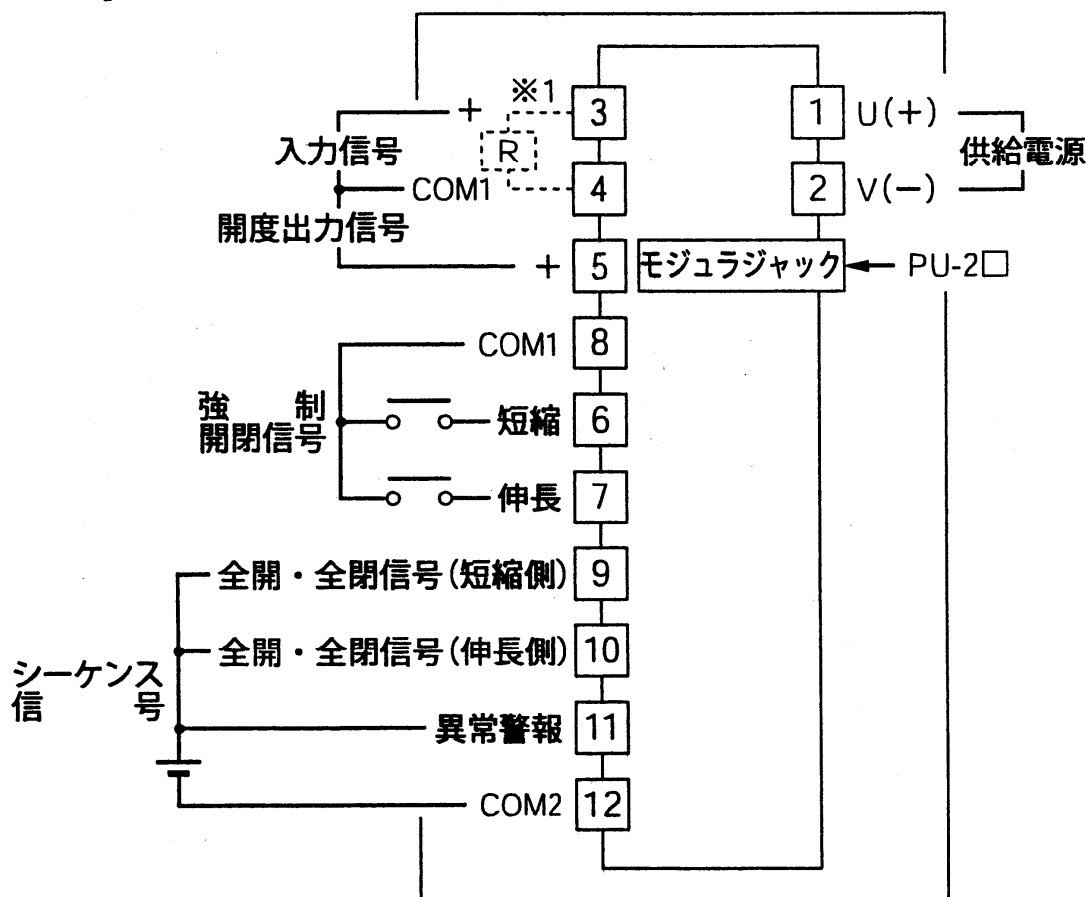 ※1
+
3
1
U(+)
入力信号
R
供給電源
COM1
4
2
V(−)
開度出力信号
+
5
モジュラジャック
PU-2□
COM1
8
強 制
開閉信号
短縮
6
伸長
7
全開・全閉信号(短縮側)
9
全開・全閉信号(伸長側)
10
シーケンス
信 号
異常警報
11
COM2
12